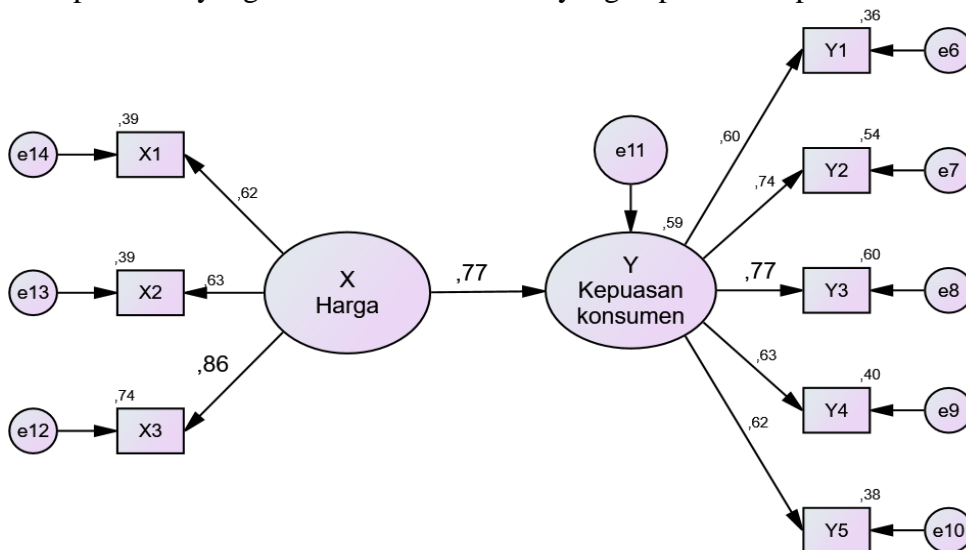 ,36
Y1
e6
,39
e14
X1
,60
e11
,54
Y2
e7
,62
,74
,59
,39
e13
X2
,63
X
Harga
,77
Y
Kepuasan
konsumen
,77
,60
Y3
e8
,86
,63
,74
e12
X3
,40
Y4
e9
,62
,38
Y5
e10